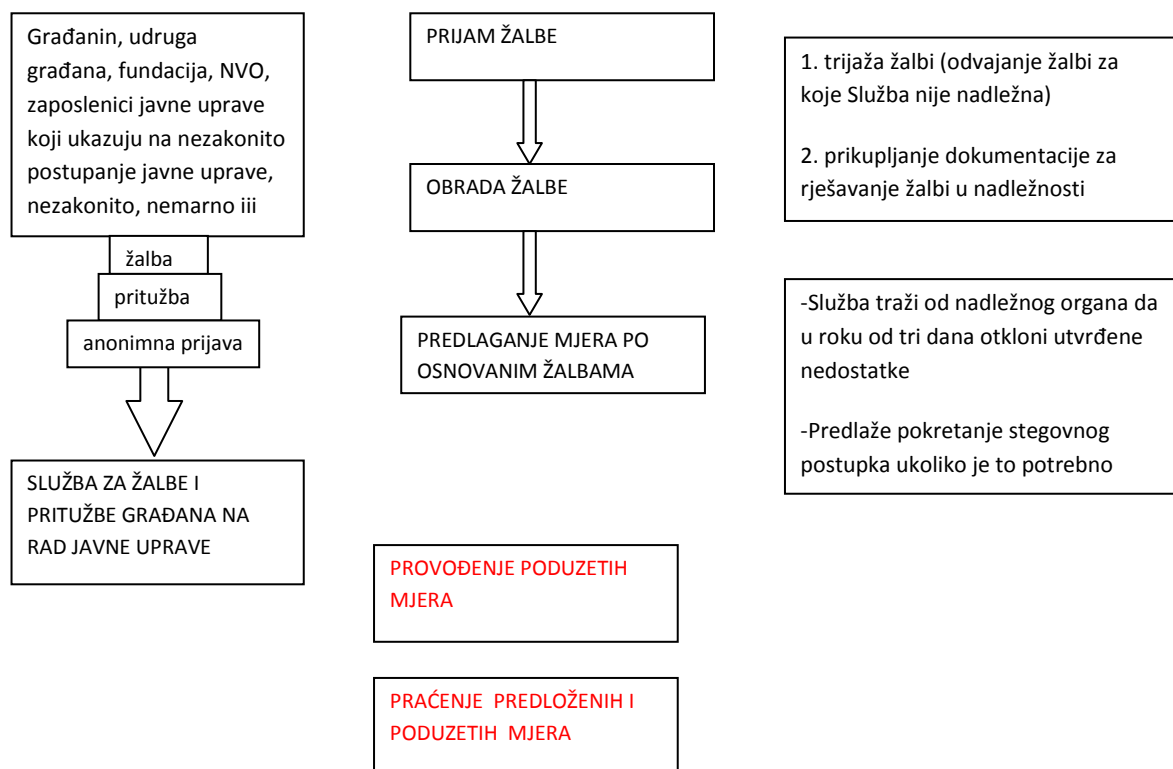 Građanin, udruga
građana, fundacija, NVO,
zaposlenici javne uprave
koji ukazuju na nezakonito
postupanje javne uprave,
nezakonito, nemarno iii
žalba
pritužba
anonimna prijava
SLUŽBA ZA ŽALBE I
PRITUŽBE GRAĐANA NA
RAD JAVNE UPRAVE
PRIJAM ŽALBE
OBRADA ŽALBE
PREDLAGANJE MJERA PO
OSNOVANIM ŽALBAMA
PROVOĐENJE PODUZETIH
MJERA
PRAĆENJE PREDLOŽENIH I
PODUZETIH MJERA
1. trijaža žalbi (odvajanje žalbi za
koje Služba nije nadležna)
2. prikupljanje dokumentacije za
rješavanje žalbi u nadležnosti
-Služba traži od nadležnog organa da
u roku od tri dana otkloni utvrđene
nedostatke
-Predlaže pokretanje stegovnog
postupka ukoliko je to potrebno